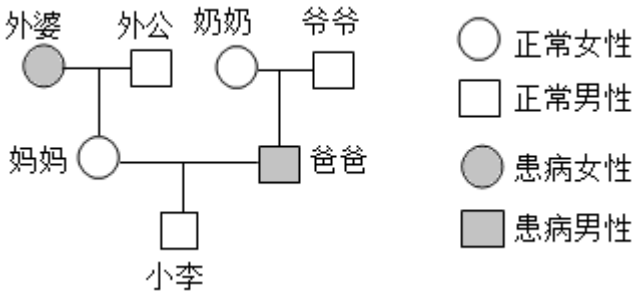 外婆 外公 奶奶 爷爷
正常女性
正常男性
妈妈 爸爸
患病女性
患病男性
小李